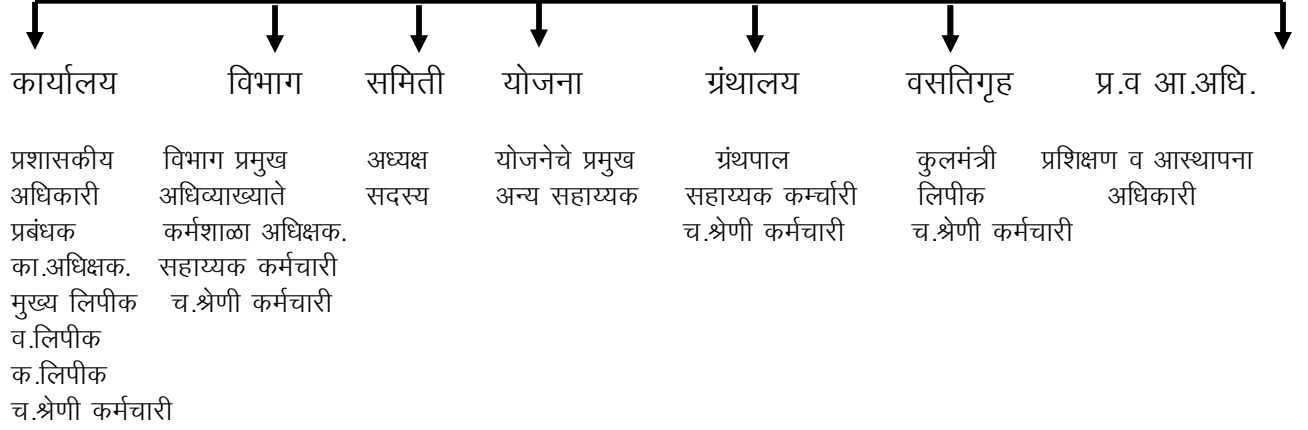 कार्यालय विभाग समिती योजना ग्रंथालय वसतिगृह प्र.व आ.अधि.
प्रशासकीय विभाग प्रमुख अध्यक्ष योजनेचे प्रमुख ग्रंथपाल कुलमंत्री प्रशिक्षण व आस्थापना
अधिकारी अधिव्याख्याते सदस्य अन्य सहाय्यक सहाय्यक कर्म्चारी लिपीक अधिकारी
प्रबंधक कर्मशाळा अधिक्षक. च.श्रेणी कर्मचारी च.श्रेणी कर्मचारी
का.अधिक्षक. सहाय्यक कर्मचारी
मुख्य लिपीक च.श्रेणी कर्मचारी
व.लिपीक
क.लिपीक
च.श्रेणी कर्मचारी